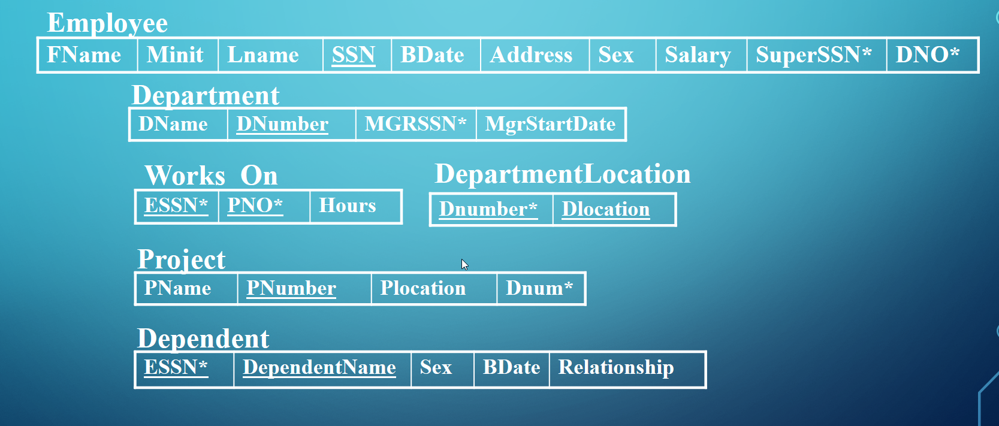 Employee
FName Minit Lname SSN BDate Address Sex Salary SuperSSN* DNO*
Department
DName DNumber MGRSSN* MgrStartDate
Works On
ESSN* PNO* Hours
DepartmentLocation
Dnumber* Dlocation
Project
PName PNumber Plocation Dnum*
Dependent
ESSN* DependentName Sex BDate Relationship